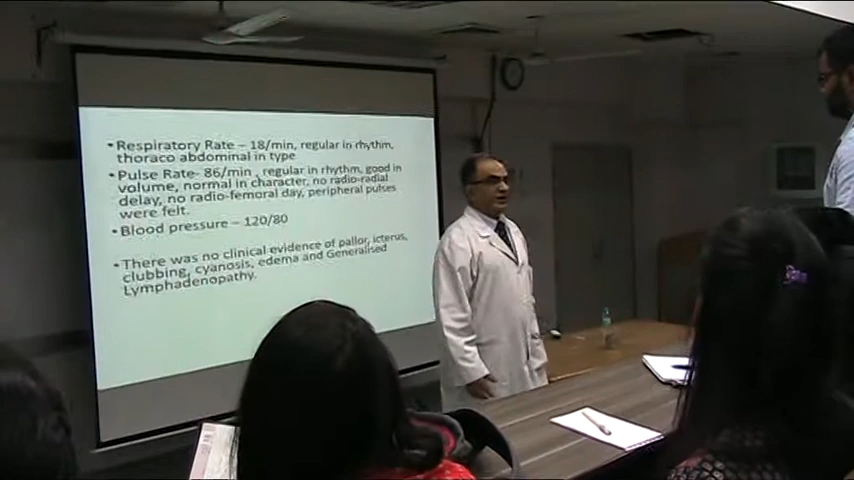 •Respiratory Rate – 18/min, regular in rhythm,
thoraco abdominal in type
•Pulse Rate- 86/min , regular in rhythm, good in
volume, normal in character, no radio-radial
delay, no radio-femoral day, peripheral pulses
were felt.
•Blood pressure – 120/80
•There was no clinical evidence of pallor, icterus,
clubbing, cyanosis, edema and Generalised
Lymphadenopathy.